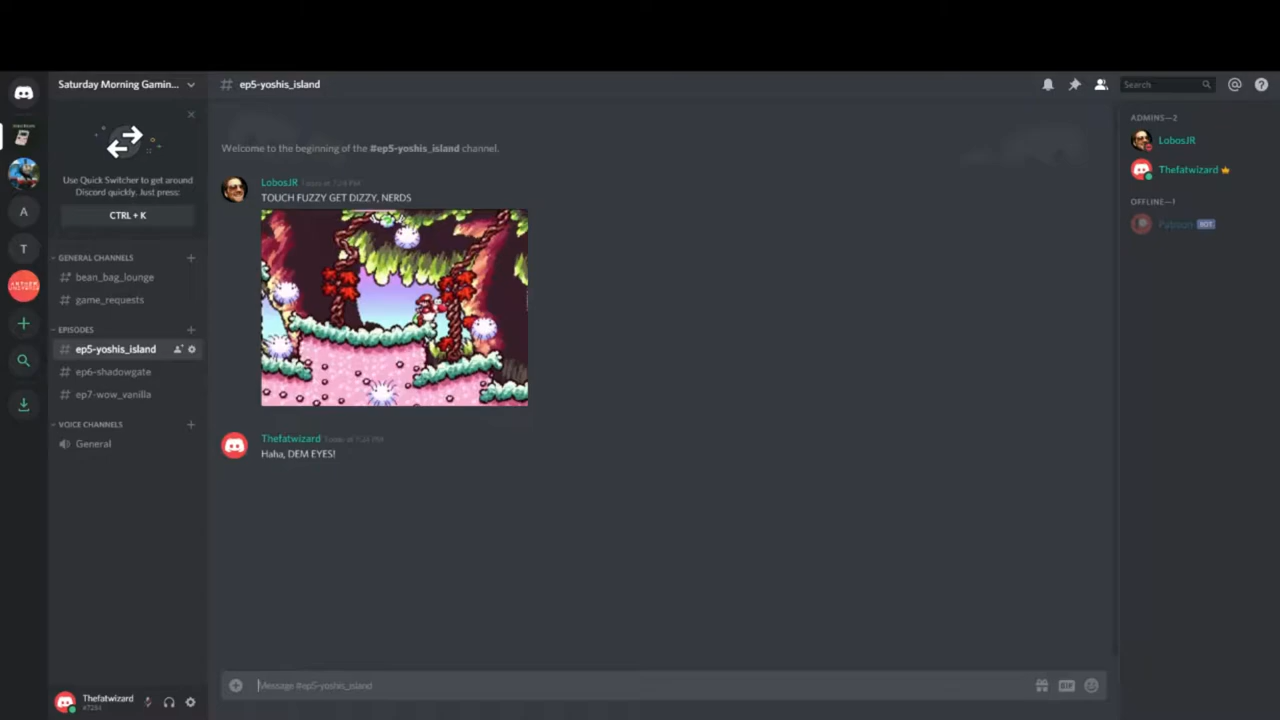 Saturday Morning Gamin...
ep5-yoshis_island
Search
Use Quick Switcher to get around
Discord quickly. Just press:
CTRL + K
GENERAL CHANNELS
bean_bag_lounge
game_requests
EPISODES
ep5-yoshis_island
ep6-shadowgate
ep7-wow_vanilla
VOICE CHANNELS
General
A
T
Thefatwizard
#7291
Welcome to the beginning of the #ep5-yoshis_island channel.
LobosJR
TOUCH FUZZY GET DIZZY, NERDS
Thefatwizard
Haha, DEM EYES!
Message #ep5-yoshis_island
GIF
ADMINS—2
LobosJR
Thefatwizard
OFFLINE—1
BOT